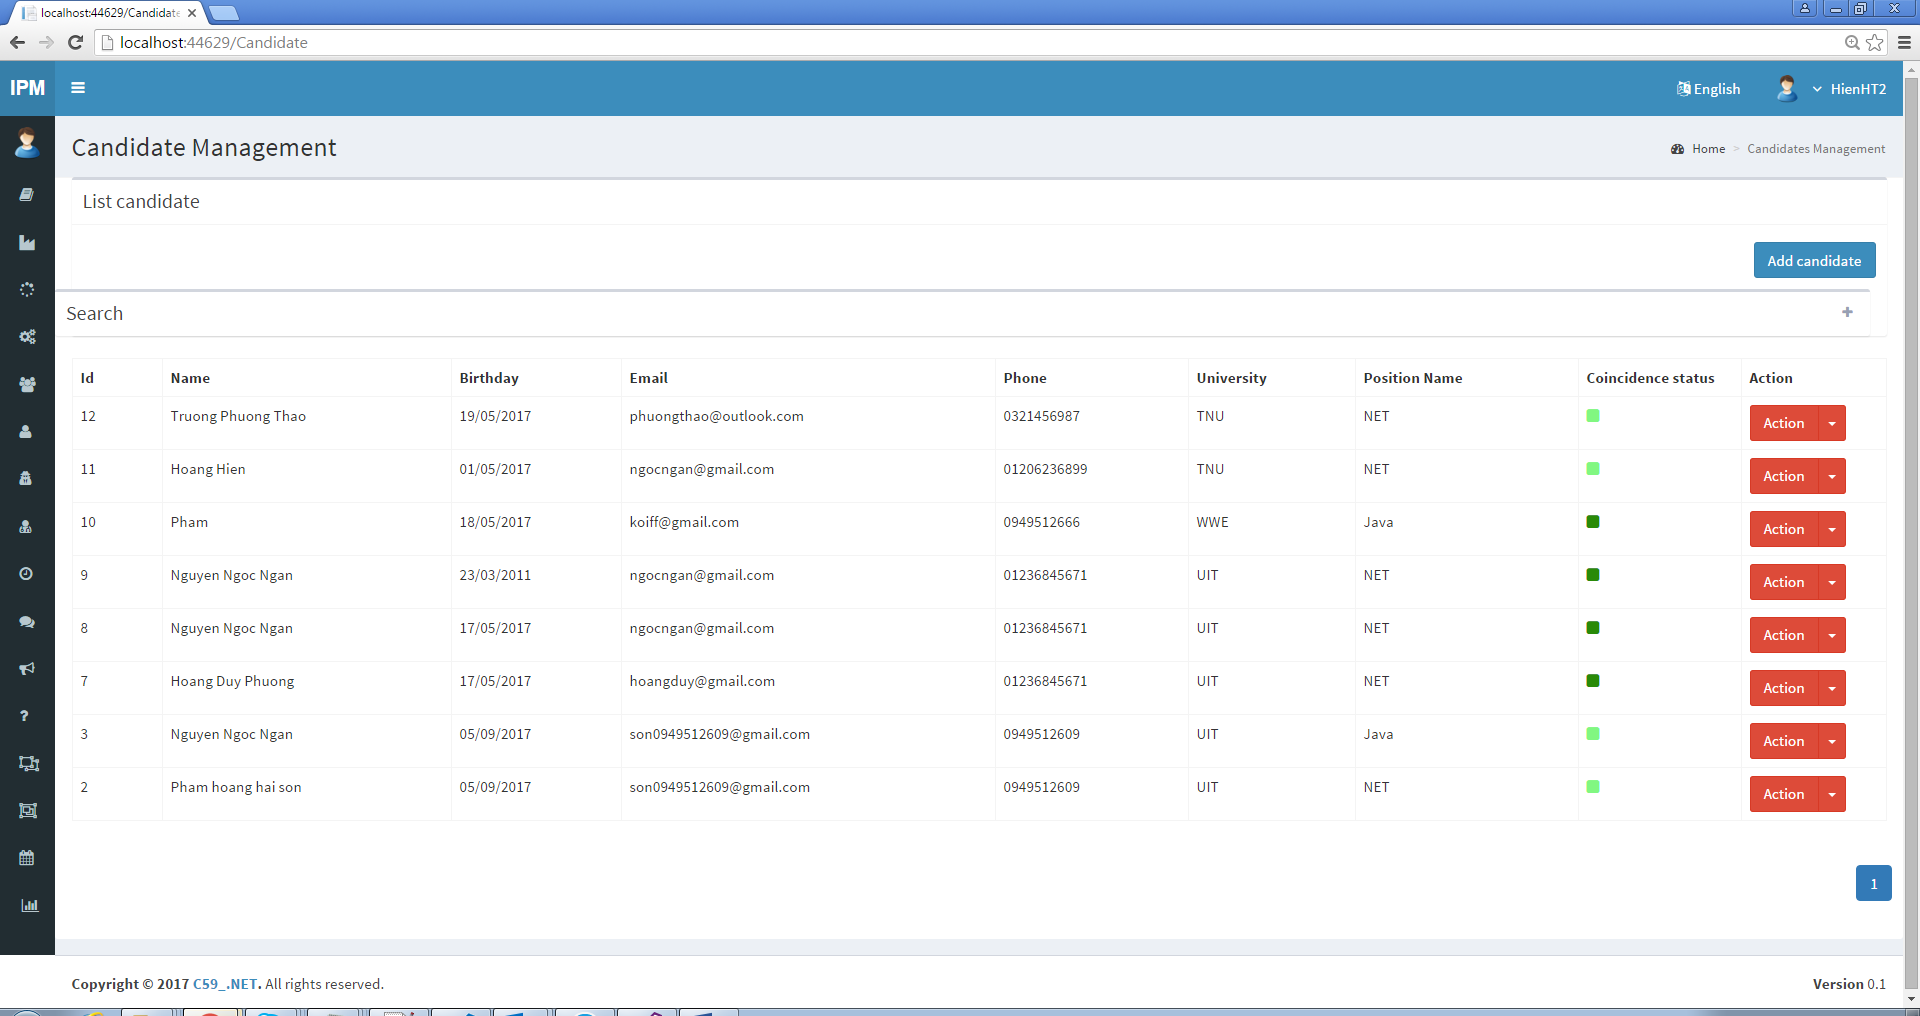 localhost:44629/Candidate
localhost:44629/Candidate
IPM
English
HienHT2
Candidate Management
Home > Candidates Management
List candidate
Add candidate
Search
Id Name Birthday Email Phone University Position Name Coincidence status Action
12 Truong Phuong Thao 19/05/2017 phuongthao@outlook.com 0321456987 TNU NET Action
11 Hoang Hien 01/05/2017 ngocngan@gmail.com 01206236899 TNU NET Action
10 Pham 18/05/2017 koiff@gmail.com 0949512666 WWE Java Action
9 Nguyen Ngoc Ngan 23/03/2011 ngocngan@gmail.com 01236845671 UIT NET Action
8 Nguyen Ngoc Ngan 17/05/2017 ngocngan@gmail.com 01236845671 UIT NET Action
7 Hoang Duy Phuong 17/05/2017 hoangduy@gmail.com 01236845671 UIT NET Action
3 Nguyen Ngoc Ngan 05/09/2017 son0949512609@gmail.com 0949512609 UIT Java Action
2 Pham hoang hai son 05/09/2017 son0949512609@gmail.com 0949512609 UIT NET Action
1
Copyright © 2017 C59_.NET. All rights reserved.
Version 0.1